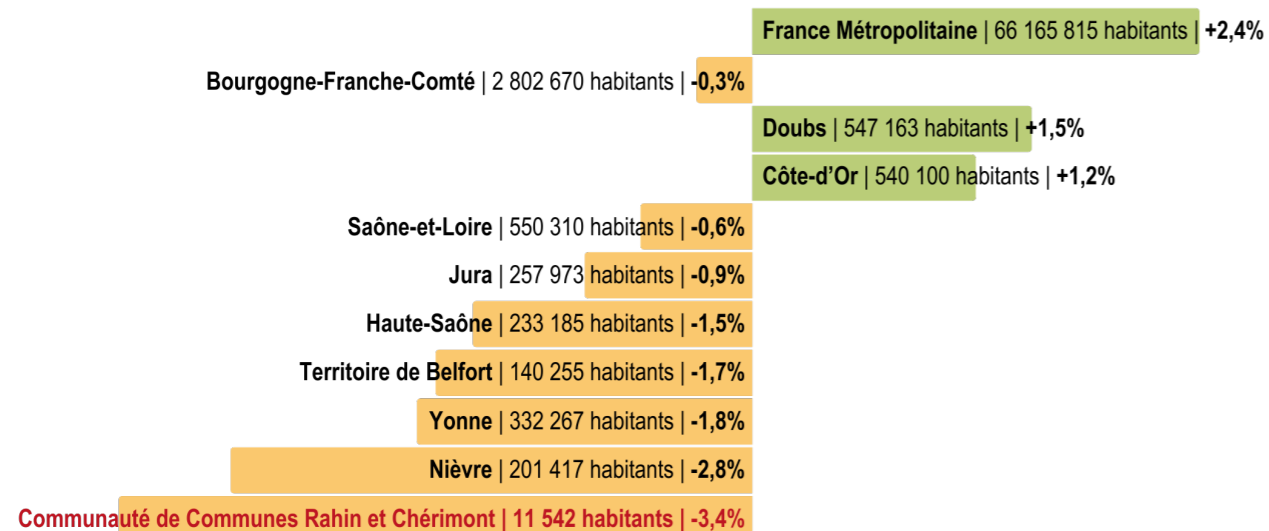 France Métropolitaine | 66 165 815 habitants | +2,4%
Bourgogne-Franche-Comté | 2 802 670 habitants | -0,3%
Doubs | 547 163 habitants | +1,5%
Côte-d'Or | 540 100 habitants | +1,2%
Saône-et-Loire | 550 310 habitants | -0,6%
Jura | 257 973 habitants | -0,9%
Haute-Saône | 233 185 habitants | -1,5%
Territoire de Belfort | 140 255 habitants | -1,7%
Yonne | 332 267 habitants | -1,8%
Nièvre | 201 417 habitants | -2,8%
Communauté de Communes Rahin et Chérimont | 11 542 habitants | -3,4%